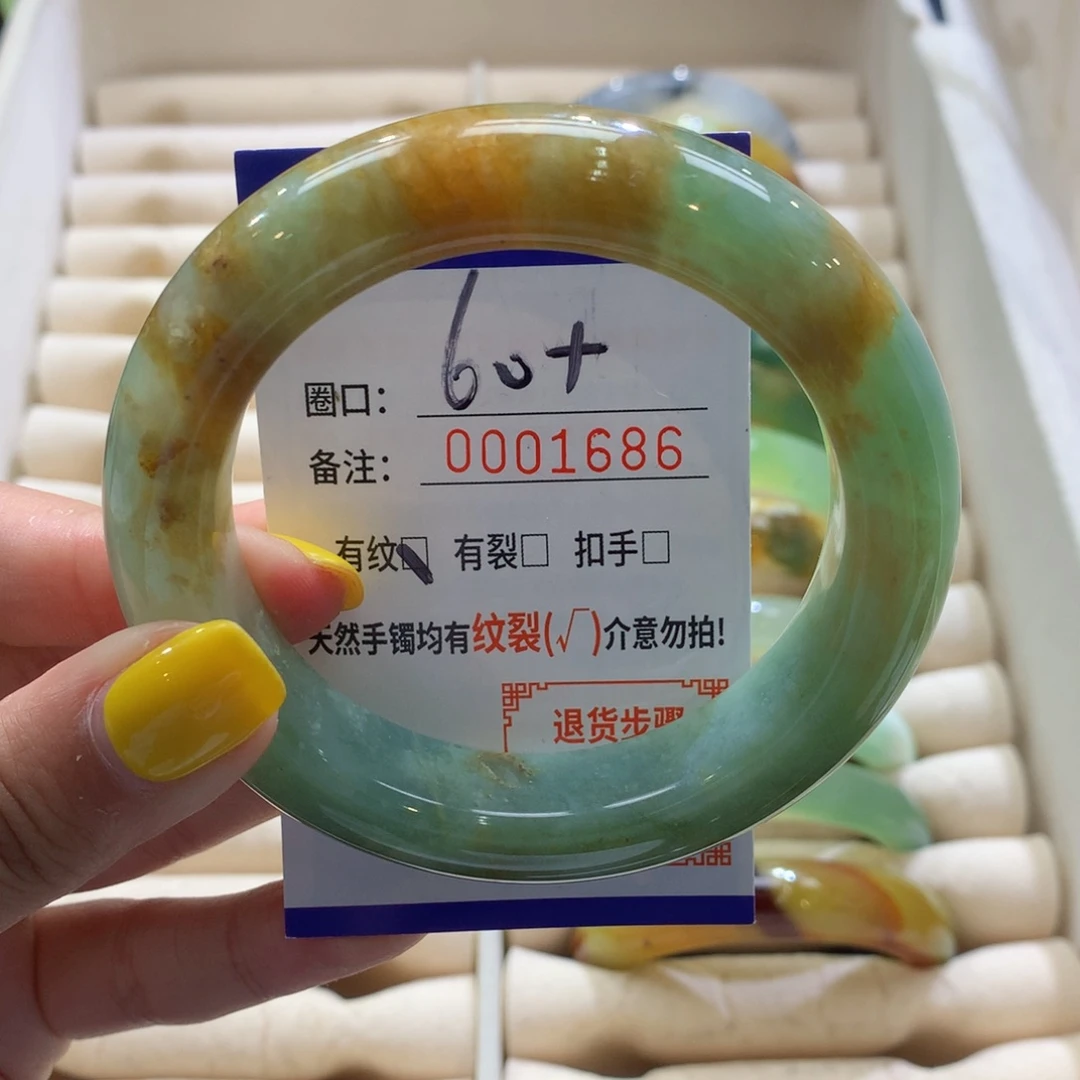 圈口： 60+
备注： 0001686
有纹□ 有裂□ 扣手□
天然手镯均有纹裂(√)介意勿拍!
退货步骤